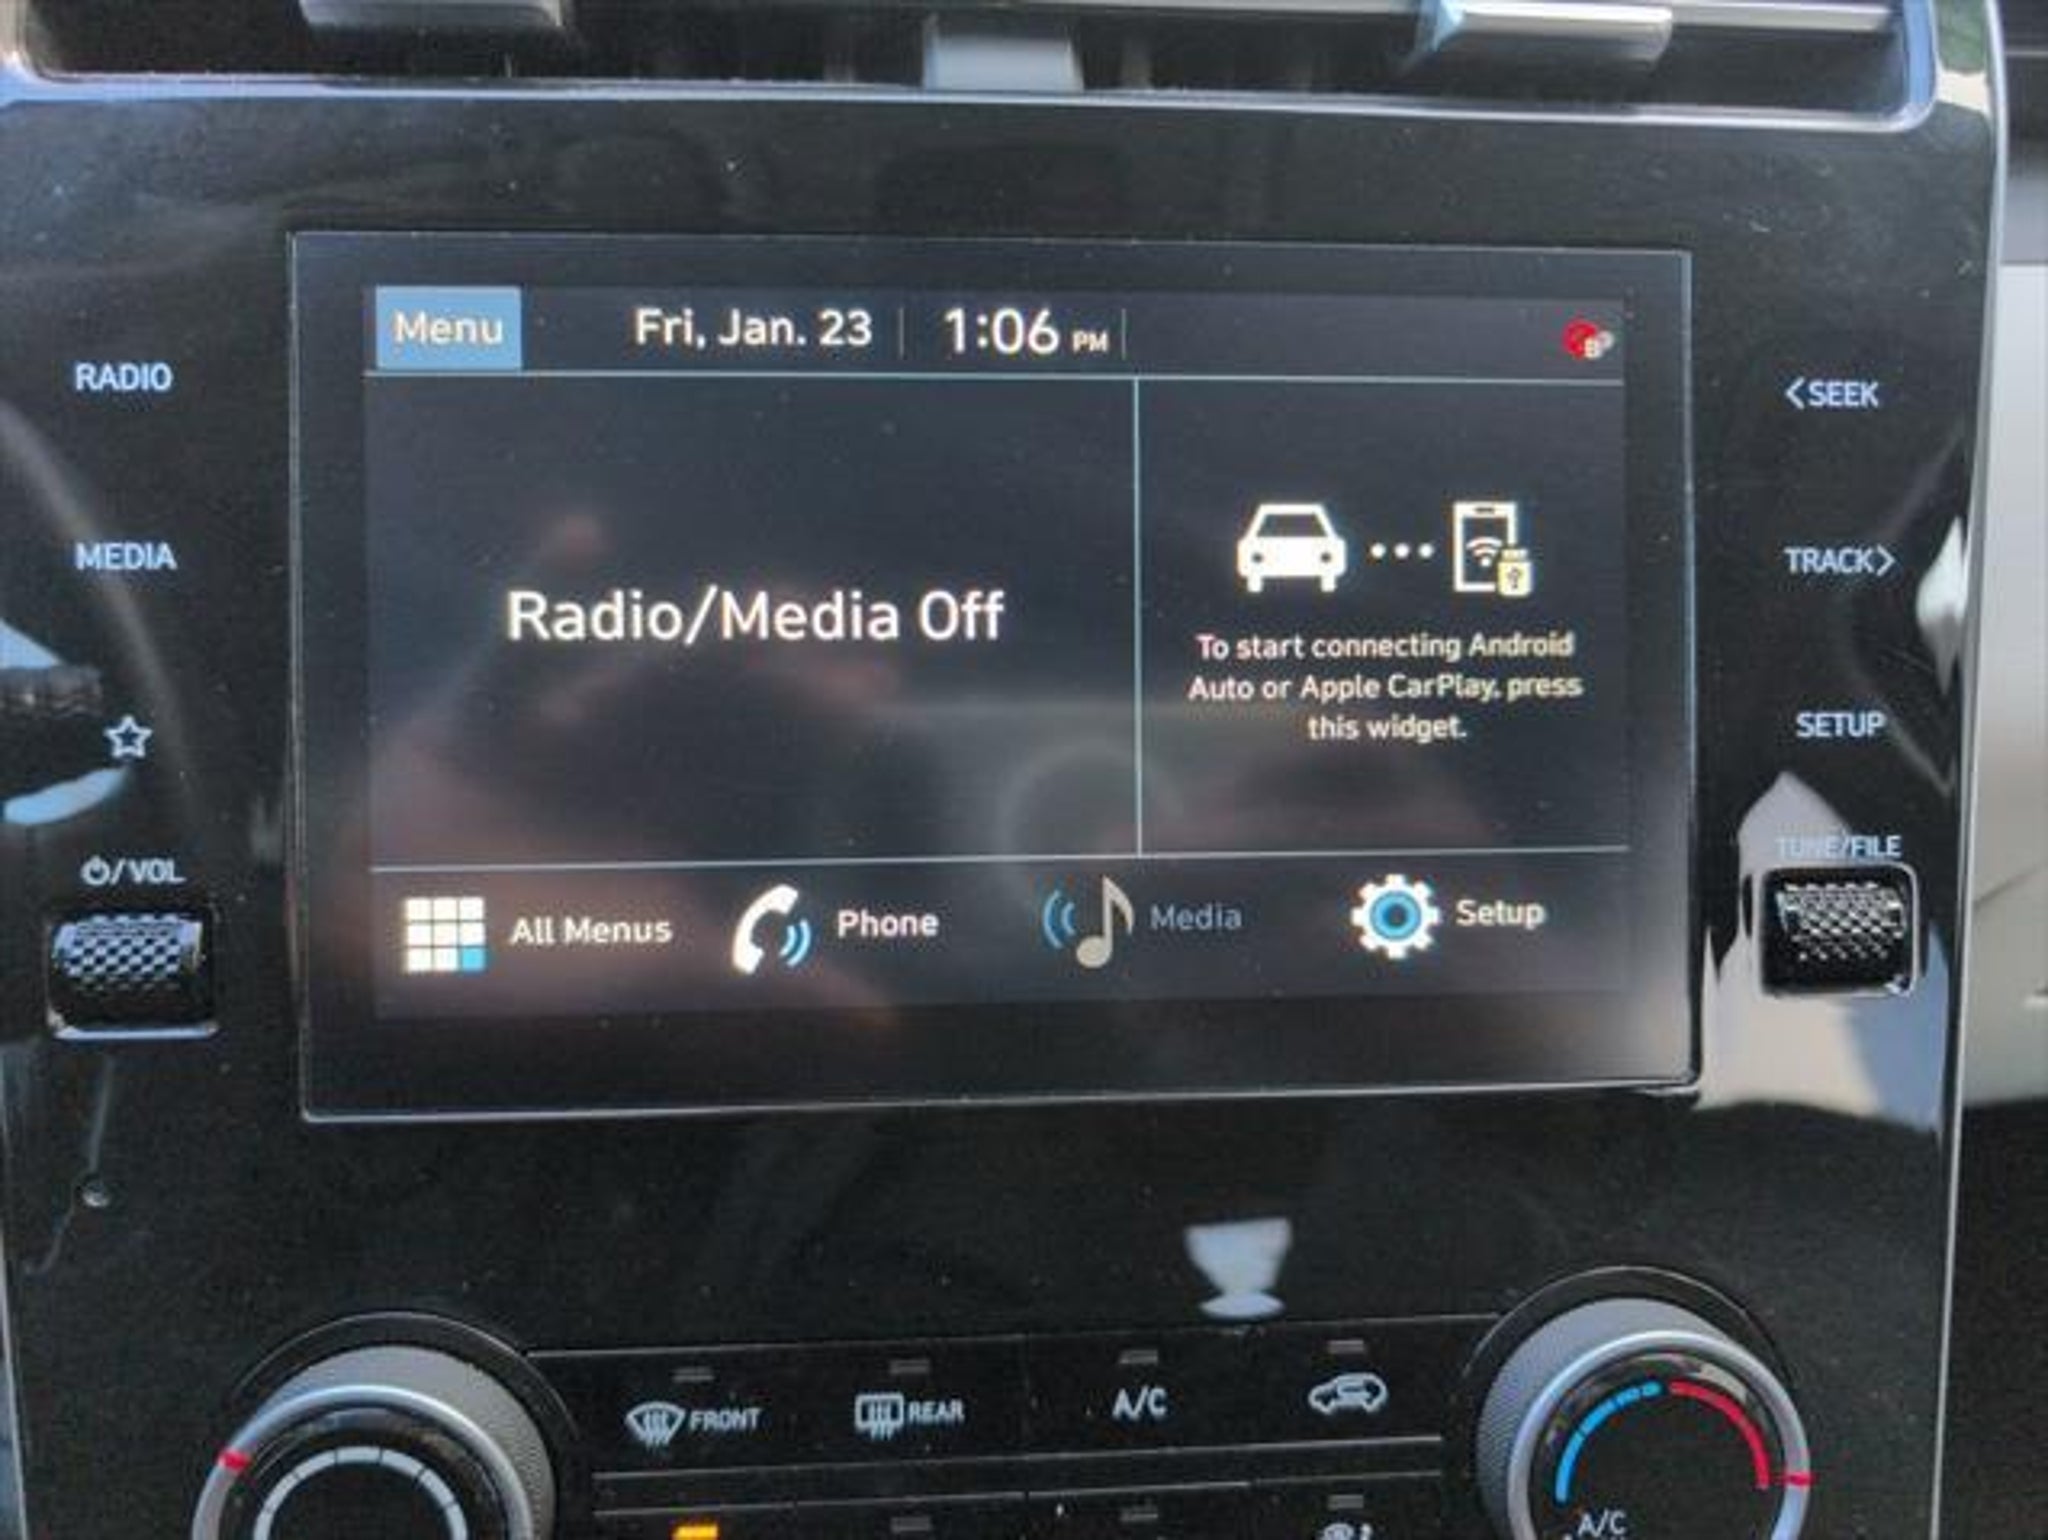 Menu
Fri, Jan. 23
1:06 PM
RADIO
<SEEK
MEDIA
TRACK>
Radio/Media Off
To start connecting Android
Auto or Apple CarPlay, press
this widget.
SETUP
/VOL
TUNE/FILE
All Menus
Phone
Media
Setup
FRONT
REAR
A/C
A/C